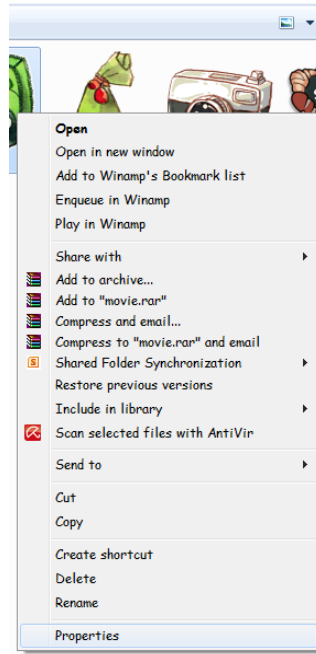 Open
Open in new window
Add to Winamp's Bookmark list
Enqueue in Winamp
Play in Winamp
Share with
Add to archive...
Add to "movie.rar"
Compress and email...
Compress to "movie.rar" and email
S Shared Folder Synchronization
Restore previous versions
Include in library
Scan selected files with AntiVir
Send to
Cut
Copy
Create shortcut
Delete
Rename
Properties